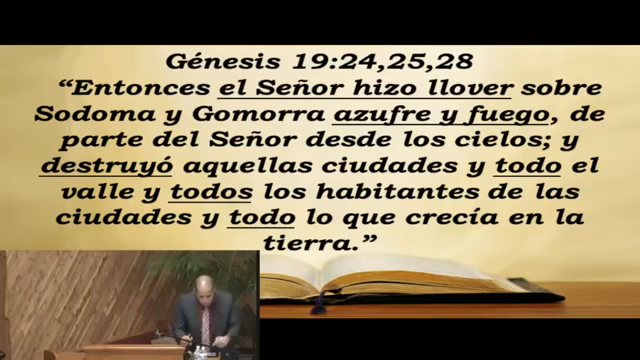 Génesis 19:24,25,28
“Entonces el Señor hizo llover sobre
Sodoma y Gomorra azufre y fuego, de
parte del Señor desde los cielos; y
destruyó aquellas ciudades y todo el
valle y todos los habitantes de las
ciudades y todo lo que crecía en la
tierra.”